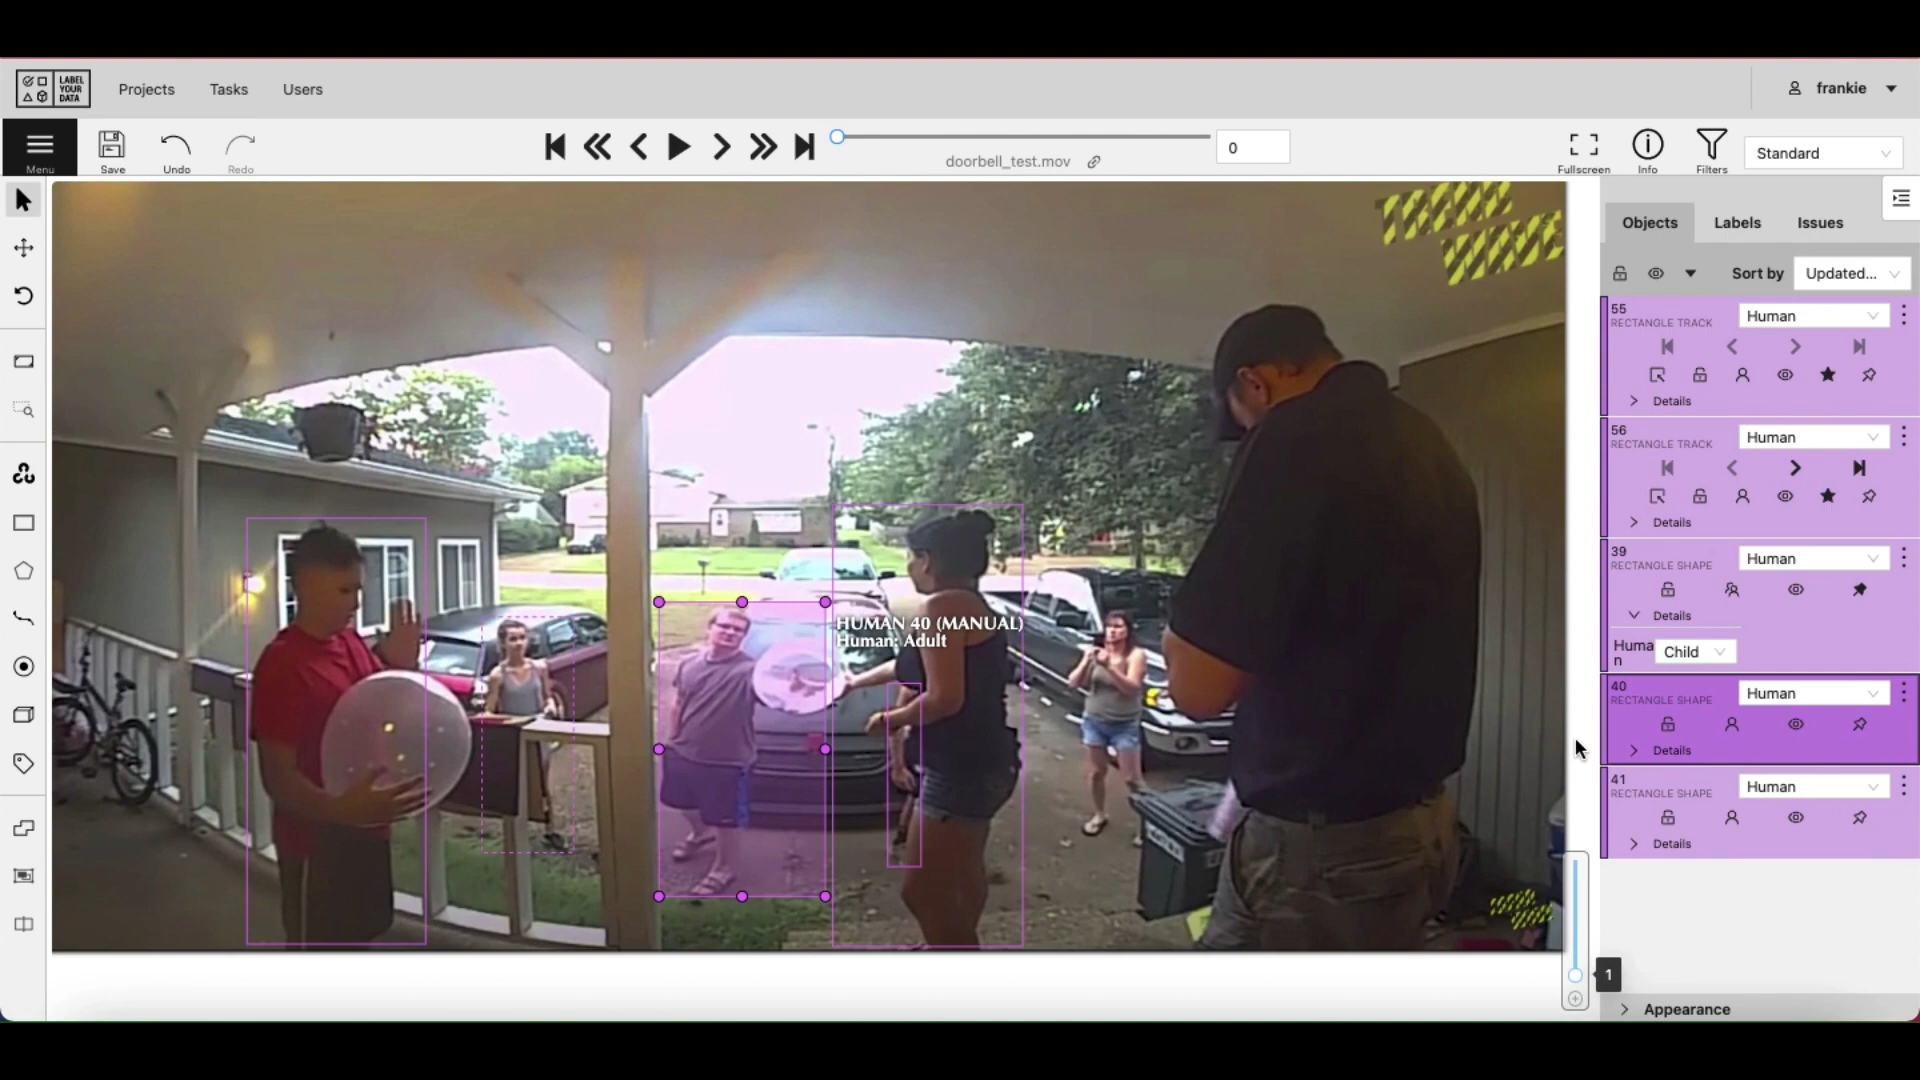 LABEL
YOUR
DATA
Projects
Tasks
Users
frankie
Menu
Save
Undo
Redo
doorbell_test.mov
0
Fullscreen
Info
Filters
Standard
Objects
Labels
Issues
Sort by
Updated...
55
RECTANGLE TRACK
Human
Details
56
RECTANGLE TRACK
Human
Details
39
RECTANGLE SHAPE
Human
Details
Huma
n
Child
40
RECTANGLE SHAPE
Human
Details
41
RECTANGLE SHAPE
Human
Details
HUMAN 40 (MANUAL)
Human: Adult
1
Appearance